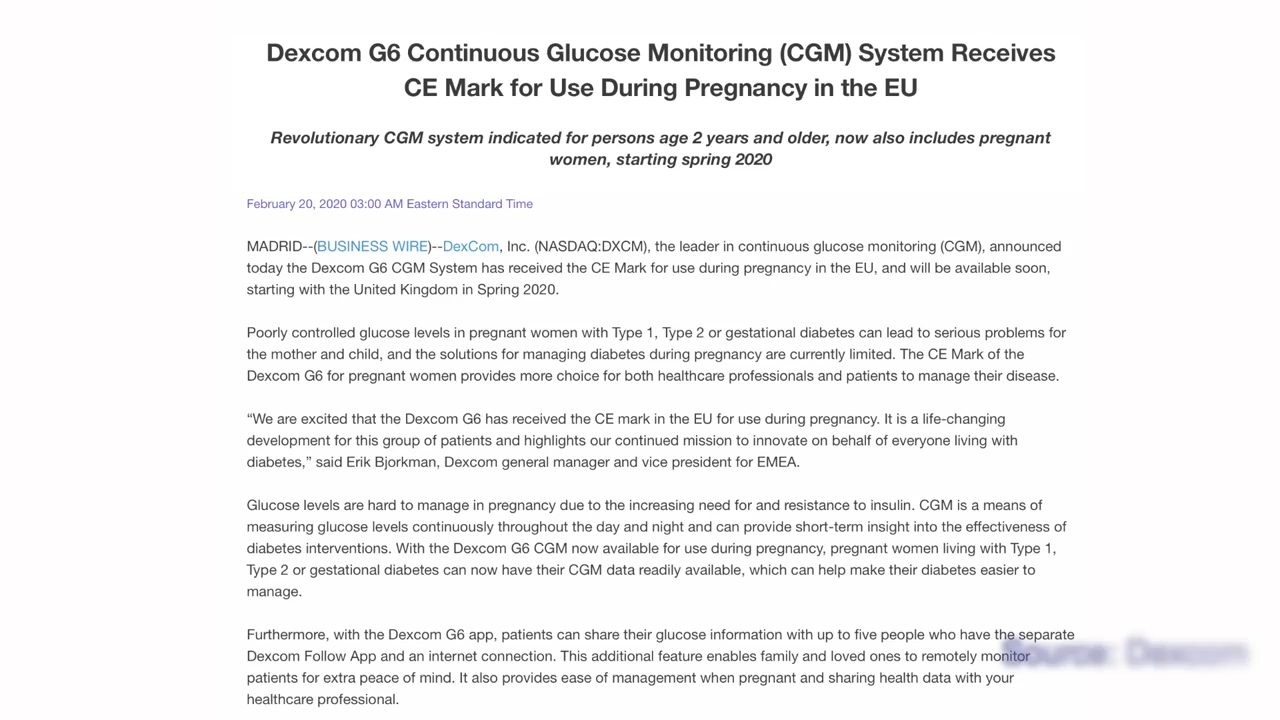 Dexcom G6 Continuous Glucose Monitoring (CGM) System Receives
CE Mark for Use During Pregnancy in the EU
Revolutionary CGM system indicated for persons age 2 years and older, now also includes pregnant
women, starting spring 2020
February 20, 2020 03:00 AM Eastern Standard Time
MADRID--(BUSINESS WIRE)--DexCom, Inc. (NASDAQ:DXCM), the leader in continuous glucose monitoring (CGM), announced
today the Dexcom G6 CGM System has received the CE Mark for use during pregnancy in the EU, and will be available soon,
starting with the United Kingdom in Spring 2020.
Poorly controlled glucose levels in pregnant women with Type 1, Type 2 or gestational diabetes can lead to serious problems for
the mother and child, and the solutions for managing diabetes during pregnancy are currently limited. The CE Mark of the
Dexcom G6 for pregnant women provides more choice for both healthcare professionals and patients to manage their disease.
“We are excited that the Dexcom G6 has received the CE mark in the EU for use during pregnancy. It is a life-changing
development for this group of patients and highlights our continued mission to innovate on behalf of everyone living with
diabetes,” said Erik Bjorkman, Dexcom general manager and vice president for EMEA.
Glucose levels are hard to manage in pregnancy due to the increasing need for and resistance to insulin. CGM is a means of
measuring glucose levels continuously throughout the day and night and can provide short-term insight into the effectiveness of
diabetes interventions. With the Dexcom G6 CGM now available for use during pregnancy, pregnant women living with Type 1,
Type 2 or gestational diabetes can now have their CGM data readily available, which can help make their diabetes easier to
manage.
Furthermore, with the Dexcom G6 app, patients can share their glucose information with up to five people who have the separate
Dexcom Follow App and an internet connection. This additional feature enables family and loved ones to remotely monitor
patients for extra peace of mind. It also provides ease of management when pregnant and sharing health data with your
healthcare professional.
Source: Dexcom